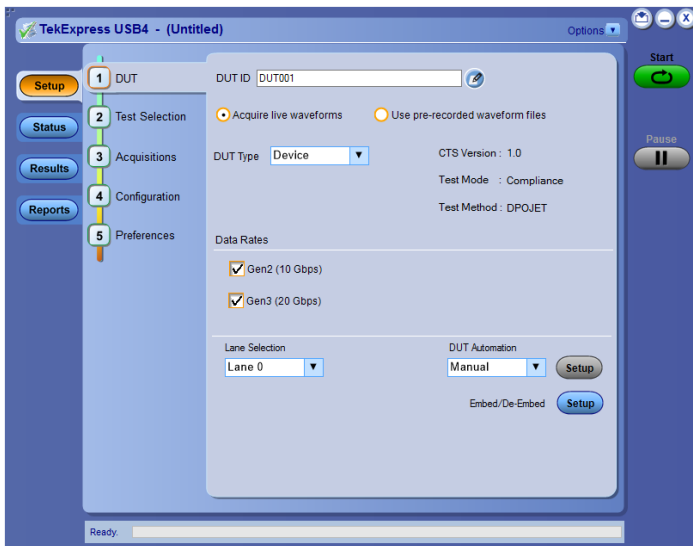 TekExpress USB4 - (Untitled)
Options
Start
Setup
Status
Results
Reports
Pause
1 DUT
2 Test Selection
3 Acquisitions
4 Configuration
5 Preferences
DUT ID DUT001
Acquire live waveforms
Use pre-recorded waveform files
DUT Type Device
CTS Version : 1.0
Test Mode : Compliance
Test Method : DPOJET
Data Rates
Gen2 (10 Gbps)
Gen3 (20 Gbps)
Lane Selection
Lane 0
DUT Automation
Manual
Setup
Embed/De-Embed
Setup
Ready.